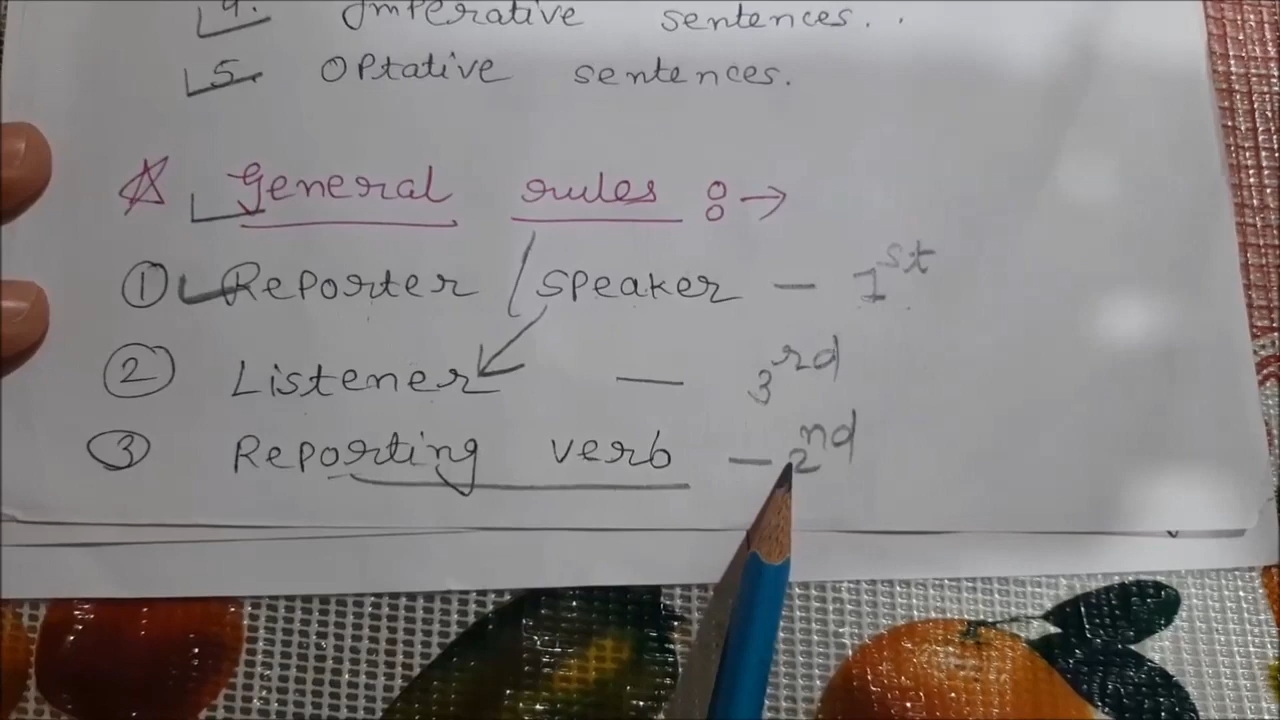 4. Imperative sentences..
5. Optative sentences.
☆ General rules :→
① Reporter / speaker — 1st
② Listener — 3rd
③ Reporting verb — 2nd